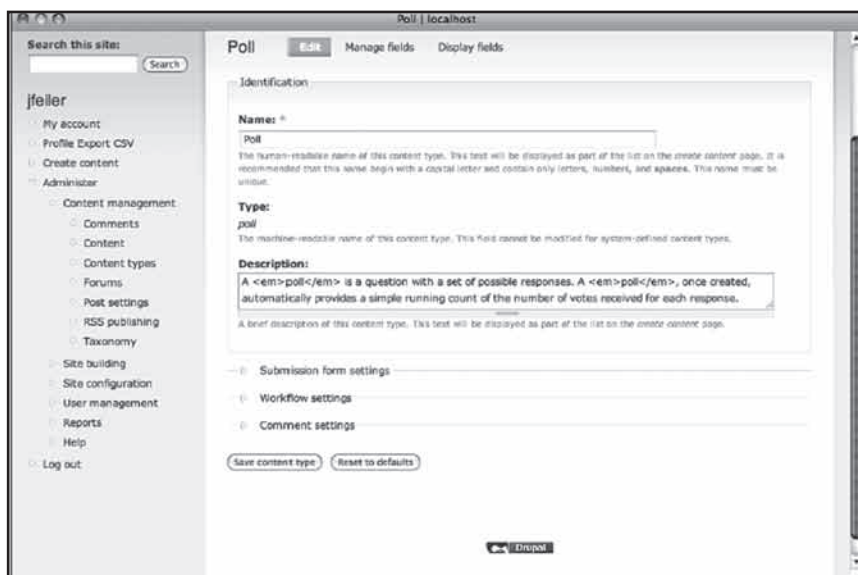 Poll | localhost
Search this site:
Search
jfeiler
My account
Profile Export CSV
Create content
Administer
Content management
Comments
Content
Content types
Forums
Post settings
RSS publishing
Taxonomy
Site building
Site configuration
User management
Reports
Help
Log out
Poll Edit Manage fields Display fields
Identification
Name: *
Poll
The human-readable name of this content type. This text will be displayed as part of the list on the create content page. It is
recommended that this name begin with a capital letter and contain only letters, numbers, and spaces. This name must be
unique.
Type:
poll
The machine-readable name of this content type. This field cannot be modified for system-defined content types.
Description:
A <em>poll</em> is a question with a set of possible responses. A <em>poll</em>, once created,
automatically provides a simple running count of the number of votes received for each response.
A brief description of this content type. This text will be displayed as part of the list on the create content page.
Submission form settings
Workflow settings
Comment settings
Save content type Reset to defaults
Drupal